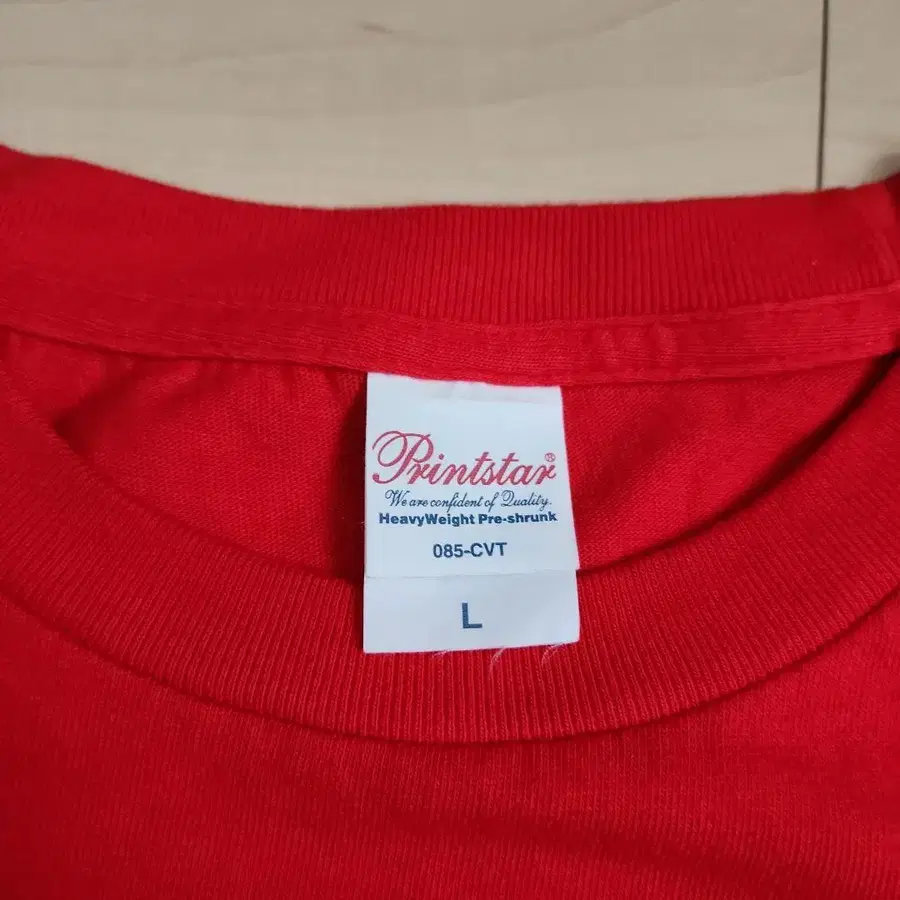 Printstar®
We are confident of Quality.
HeavyWeight Pre-shrunk
085-CVT
L